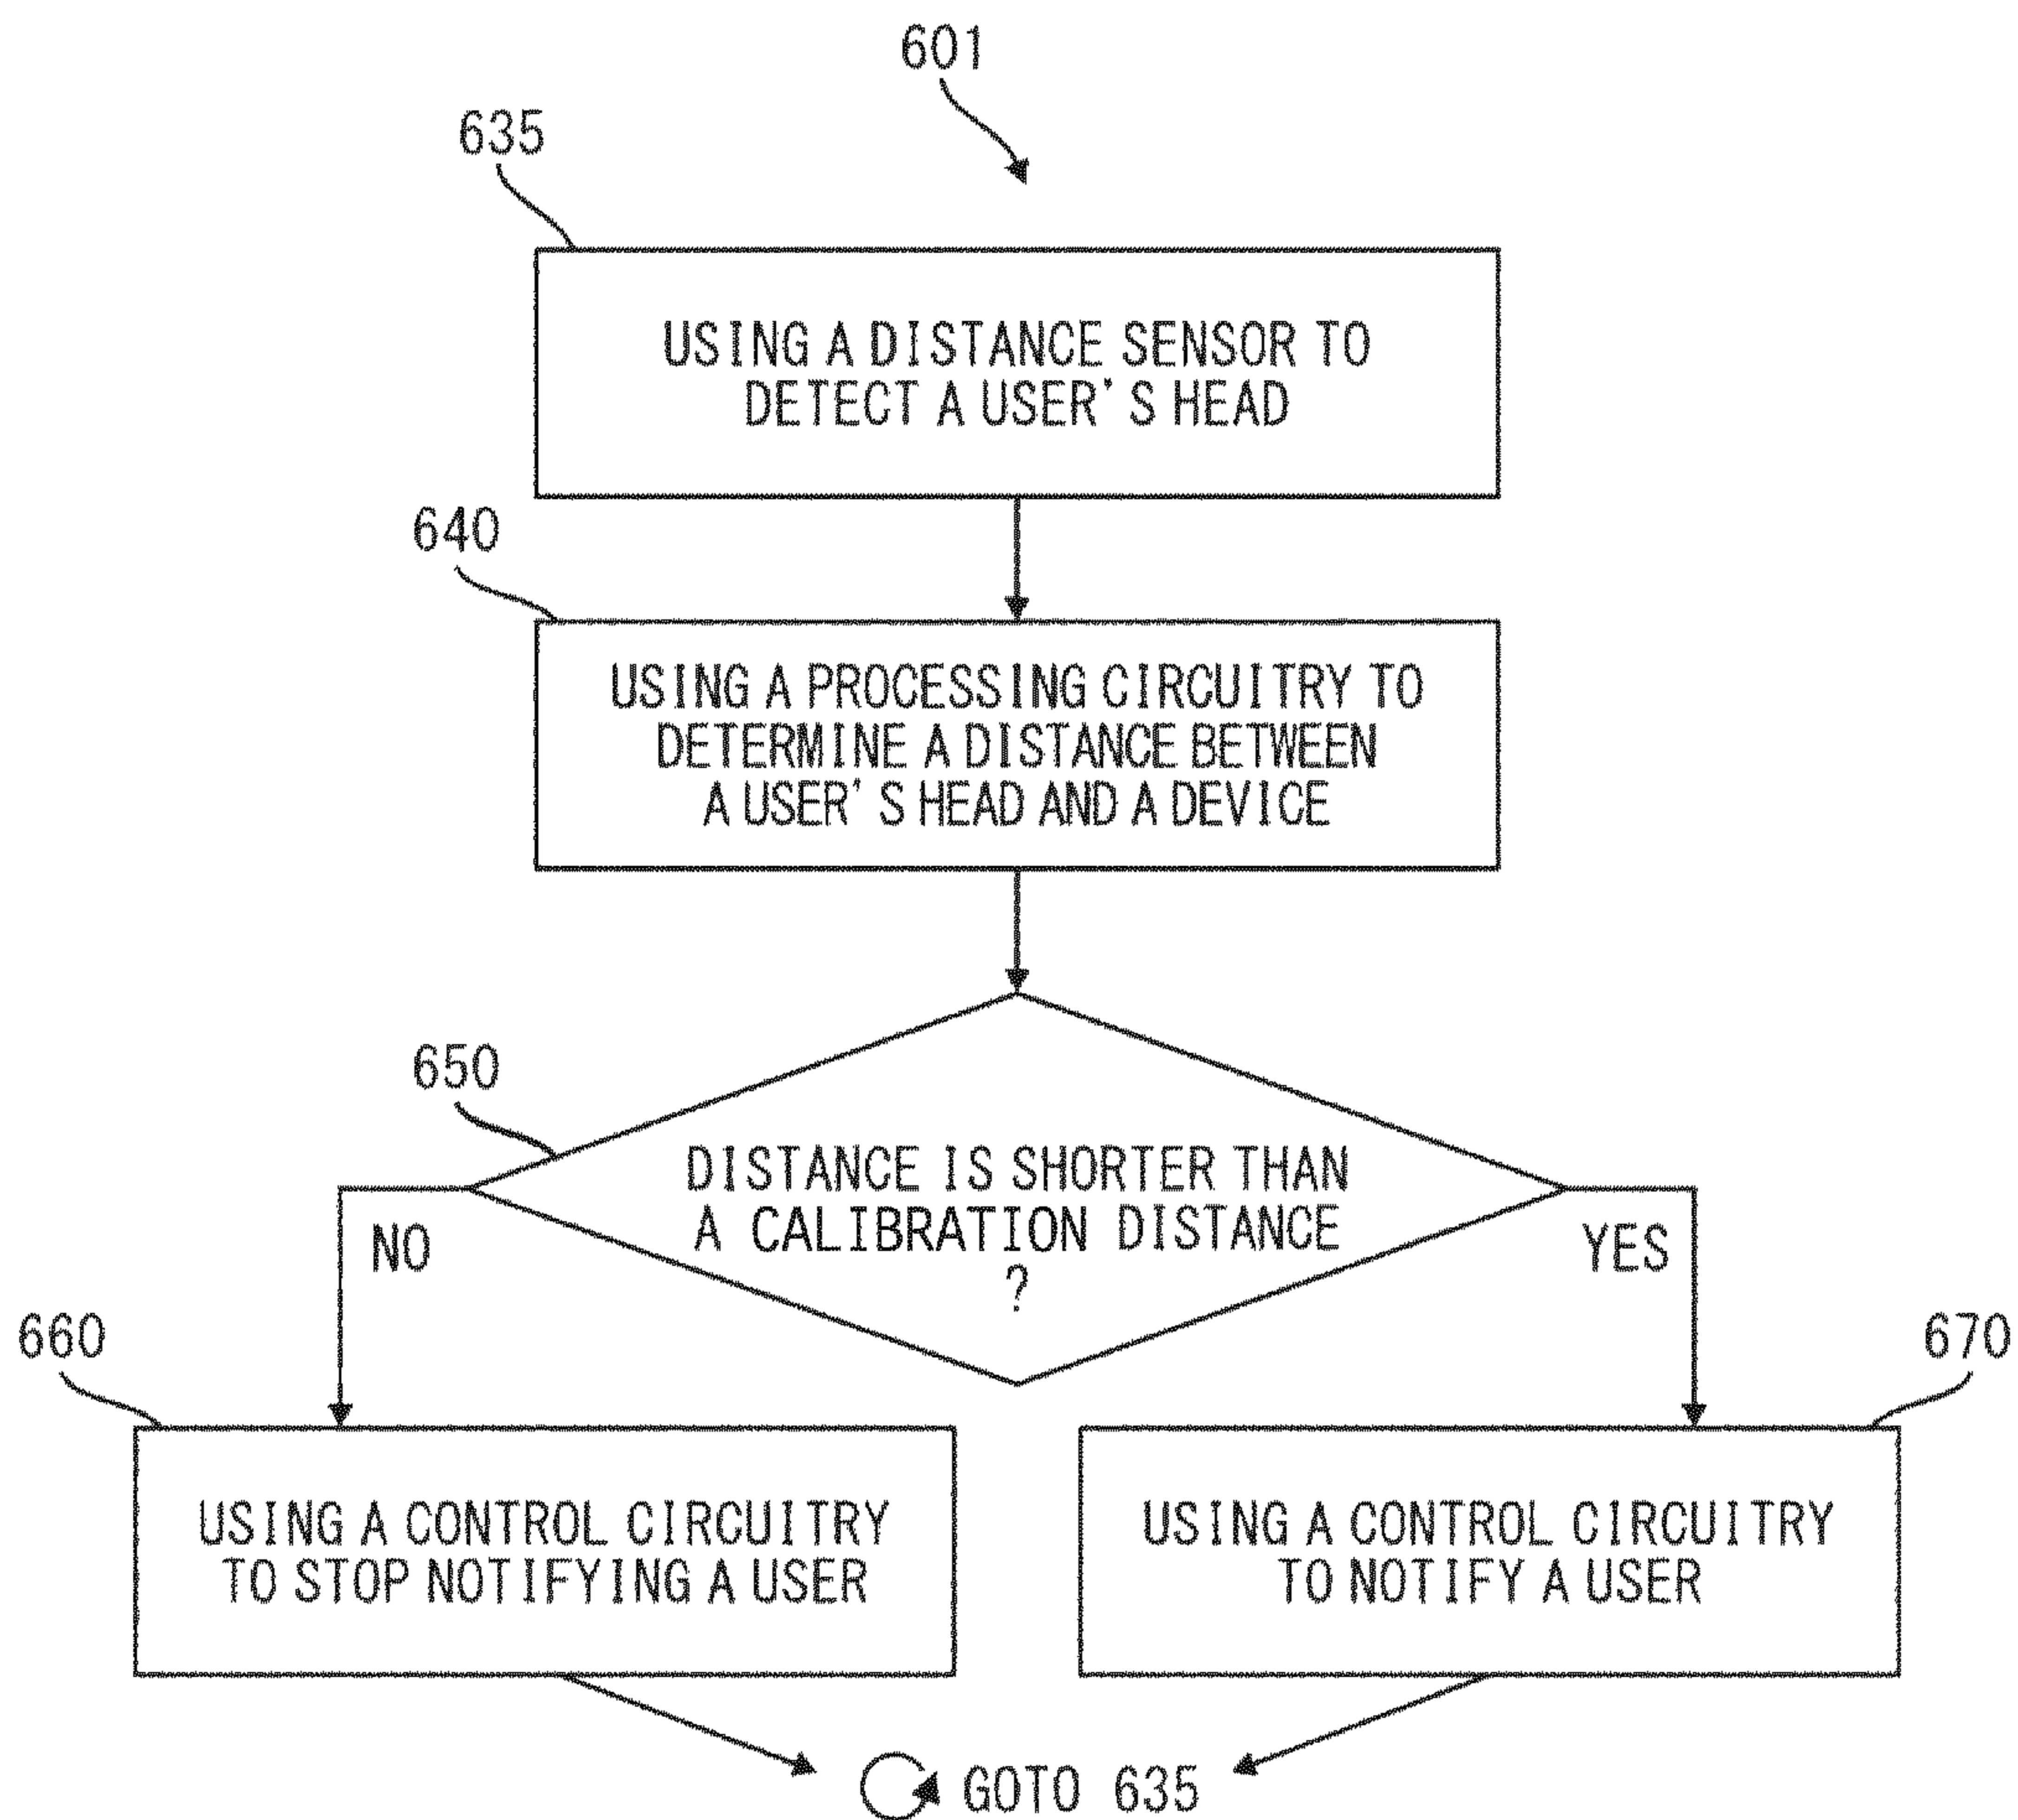 601
635
USING A DISTANCE SENSOR TO
DETECT A USER'S HEAD
640
USING A PROCESSING CIRCUITRY TO
DETERMINE A DISTANCE BETWEEN
A USER'S HEAD AND A DEVICE
650
DISTANCE IS SHORTER THAN
A CALIBRATION DISTANCE
?
NO
YES
660
670
USING A CONTROL CIRCUITRY
TO STOP NOTIFYING A USER
USING A CONTROL CIRCUITRY
TO NOTIFY A USER
GOTO 635